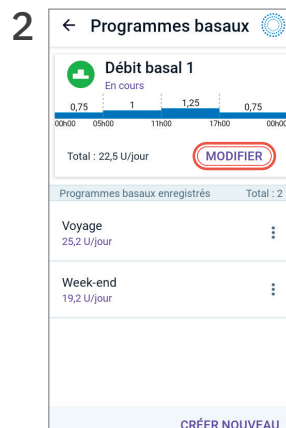 2
← Programmes basaux
Débit basal 1
En cours
0,75 1 1,25 0,75
00h00 05h00 11h00 17h00 00h00
Total : 22,5 U/jour MODIFIER
Programmes basaux enregistrés Total : 2
Voyage
25,2 U/jour
Week-end
19,2 U/jour
CRÉER NOUVEAU